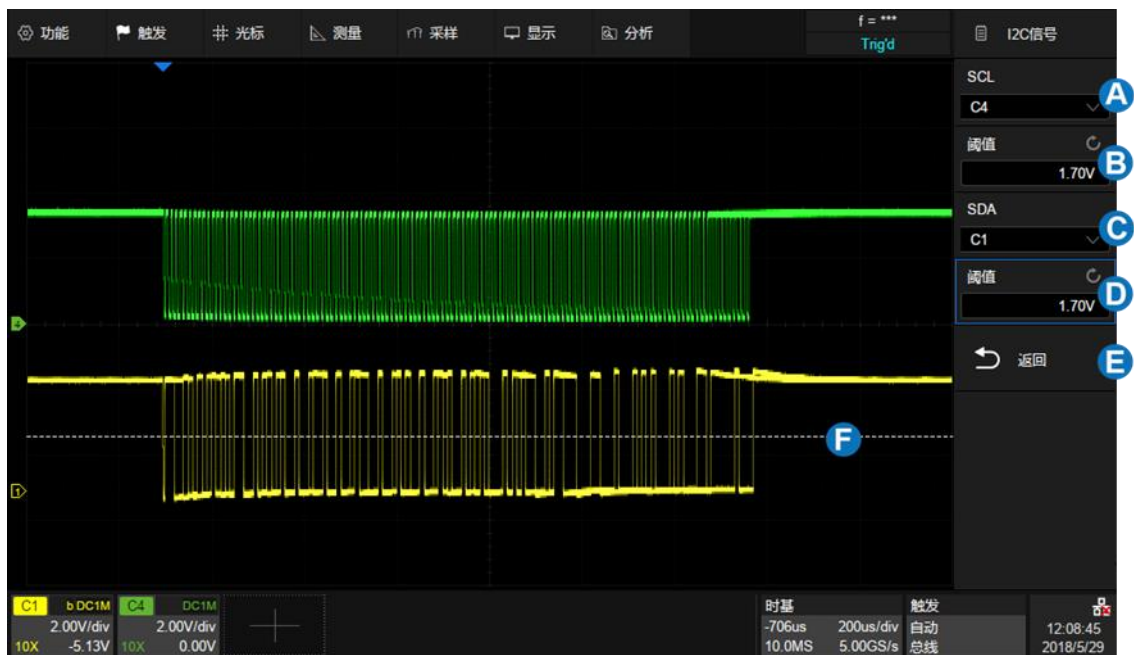 功能 触发 光标 测量 采样 显示 分析
f = ***
Trig'd
I2C信号
SCL
A
C4
阈值
B
1.70V
SDA
C
C1
阈值
D
1.70V
返回
E
F
4
1
C1 b DC1M
2.00V/div
10X -5.13V
C4 DC1M
2.00V/div
10X 0.00V
时基
-706us 200us/div
10.0MS 5.00GS/s
触发
自动
总线
12:08:45
2018/5/29